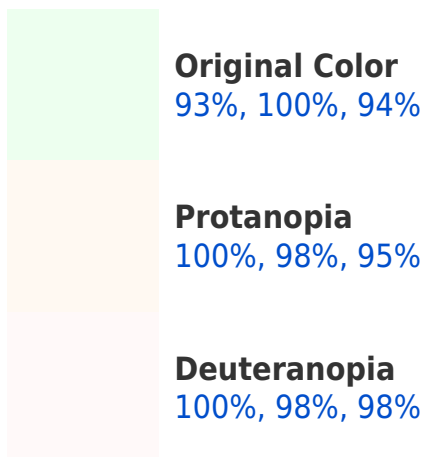 Original Color
93%, 100%, 94%
Protanopia
100%, 98%, 95%
Deuteranopia
100%, 98%, 98%